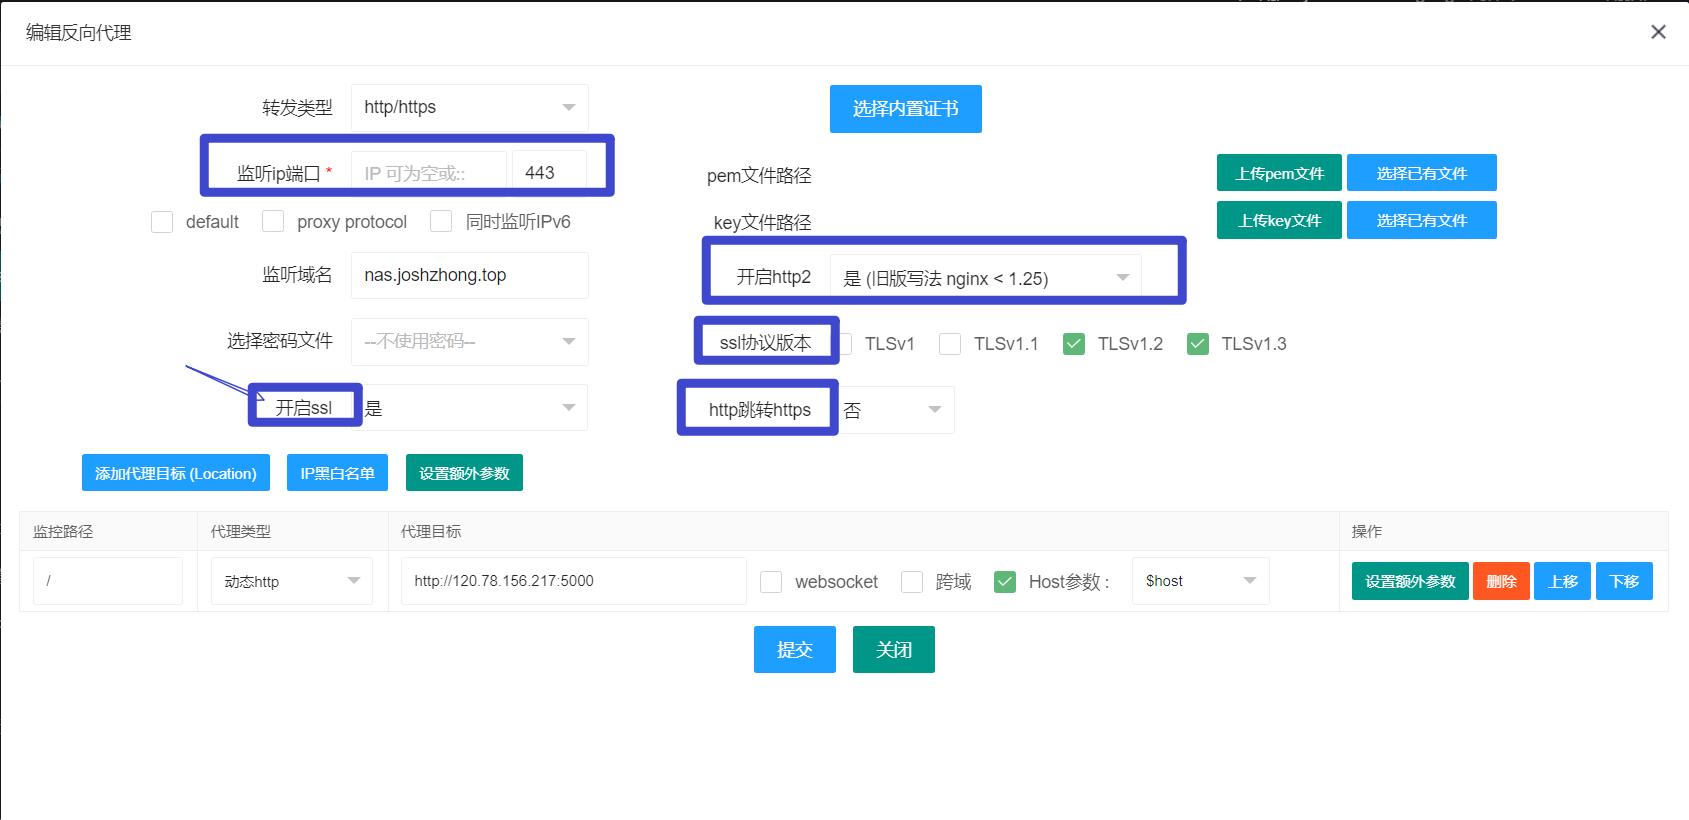 编辑反向代理
转发类型 http/https 选择内置证书
监听ip端口 * IP 可为空或:: 443 pem文件路径 上传pem文件 选择已有文件
default proxy protocol 同时监听IPv6 key文件路径 上传key文件 选择已有文件
监听域名 nas.joshzhong.top 开启http2 是 (旧版写法 nginx < 1.25)
选择密码文件 --不使用密码-- ssl协议版本 TLSv1 TLSv1.1 TLSv1.2 TLSv1.3
开启ssl 是 http跳转https 否
添加代理目标 (Location) IP黑白名单 设置额外参数
监控路径 代理类型 代理目标 操作
/ 动态http http://120.78.156.217:5000 websocket 跨域 Host参数 : $host 设置额外参数 删除 上移 下移
提交 关闭